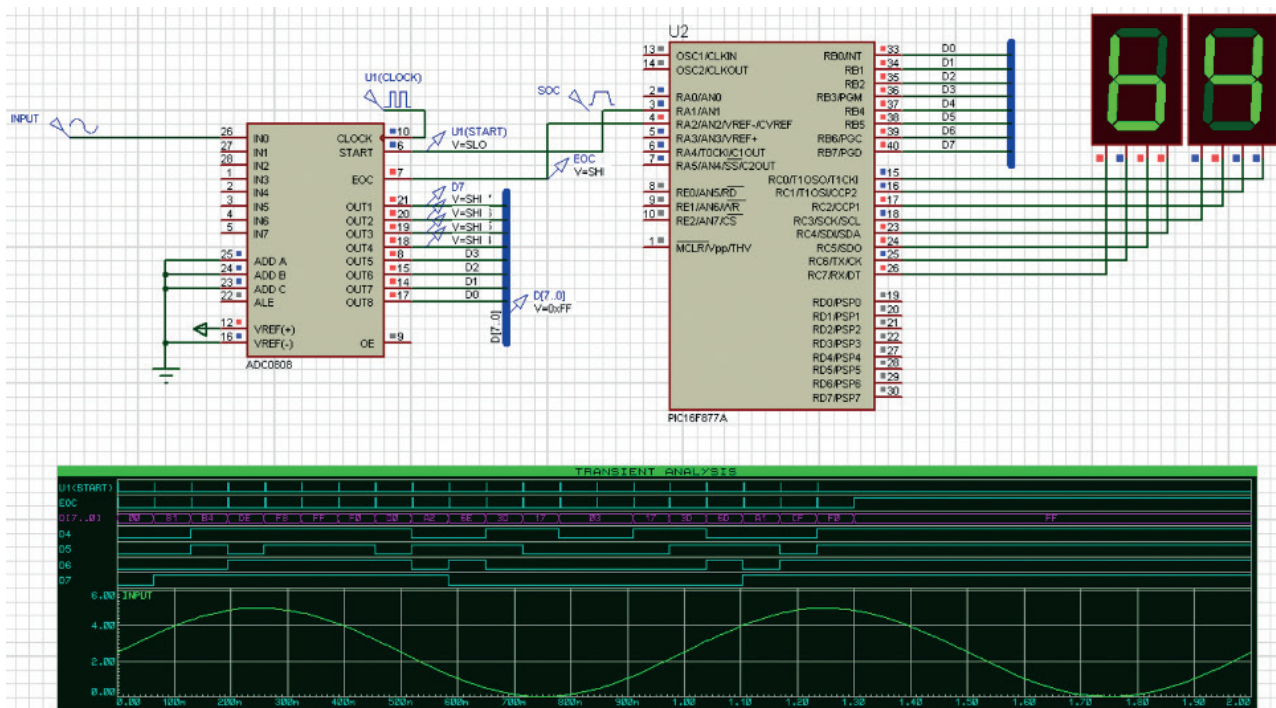 U2
13 OSC1/CLKIN RB0/INT 33 D0
14 OSC2/CLKOUT RB1 34 D1
RB2 35 D2
2 RA0/AN0 RB3/PGM 36 D3
3 RA1/AN1 RB4 37 D4
4 RA2/AN2/VREF-/CVREF RB5 38 D5
5 RA3/AN3/VREF+ RB6/PGC 39 D6
6 RA4/T0CKI/C1OUT RB7/PGD 40 D7
7 RA5/AN4/SS/C2OUT
RC0/T1OSO/T1CKI 15
8 RE0/AN5/RD RC1/T1OSI/CCP2 16
9 RE1/AN6/WR RC2/CCP1 17
10 RE2/AN7/CS RC3/SCK/SCL 18
RC4/SDI/SDA 23
1 MCLR/Vpp/THV RC5/SDO 24
RC6/TX/CK 25
RC7/RX/DT 26
RD0/PSP0 19
RD1/PSP1 20
RD2/PSP2 21
RD3/PSP3 22
RD4/PSP4 27
RD5/PSP5 28
RD6/PSP6 29
RD7/PSP7 30
PIC16F877A
64
U1(CLOCK)
SOC
INPUT
U1(START)
V=SLO
EOC
V=SHI
26 IN0 CLOCK 10
27 IN1 START 6
28 IN2
1 IN3 EOC 7
2 IN4
3 IN5 OUT1 21
4 IN6 OUT2 20
5 IN7 OUT3 19
OUT4 18
25 ADD A OUT5 8 D3
24 ADD B OUT6 15 D2
23 ADD C OUT7 14 D1
22 ALE OUT8 17 D0
12 VREF(+)
16 VREF(-) OE 9
ADC0808
D7
V=SHI
V=SHI
V=SHI
V=SHI
D[7..0]
V=0xFF
D[7..0]
TRANSIENT ANALYSIS
U1(START)
EOC
D[7..0] 00 B1 B4 DE F8 FF F0 D0 A2 6E 3D 17 03 17 3D 6D A1 CF F0 FF
D4
D5
D6
D7
6.00 INPUT
4.00
2.00
0.00
0.00 100m 200m 300m 400m 500m 600m 700m 800m 900m 1.00 1.10 1.20 1.30 1.40 1.50 1.60 1.70 1.80 1.90 2.00